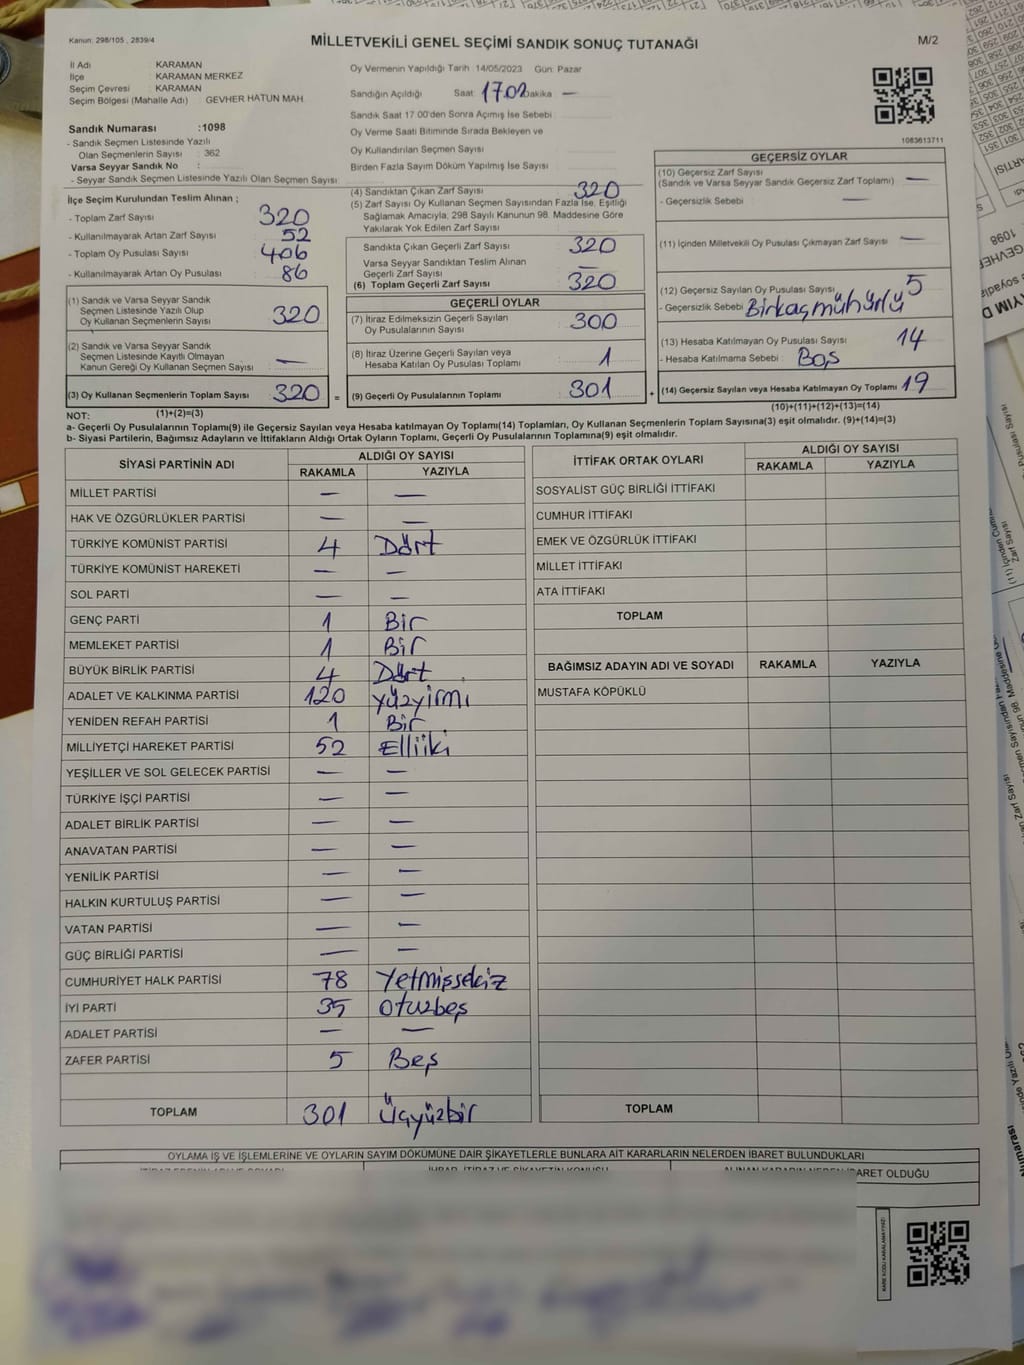 Kanun: 298/105 , 2839/4
MİLLETVEKİLİ GENEL SEÇİMİ SANDIK SONUÇ TUTANAĞI
M/2
İl Adı : KARAMAN
İlçe : KARAMAN MERKEZ
Seçim Çevresi : KARAMAN
Seçim Bölgesi (Mahalle Adı) : GEVHER HATUN MAH.
Sandık Numarası :1098
- Sandık Seçmen Listesinde Yazılı
Olan Seçmenlerin Sayısı : 362
Varsa Seyyar Sandık No :
- Seyyar Sandık Seçmen Listesinde Yazılı Olan Seçmen Sayısı:
Oy Vermenin Yapıldığı Tarih :14/05/2023 Gün: Pazar
Sandığın Açıldığı Saat: 17.02 Dakika —
Sandık Saat 17:00'den Sonra Açımış İse Sebebi :
Oy Verme Saati Bitiminde Sırada Bekleyen ve
Oy Kullandırılan Seçmen Sayısı :
Birden Fazla Sayım Döküm Yapılmış İse Sayısı :
1083613711
İlçe Seçim Kurulundan Teslim Alınan ;
- Toplam Zarf Sayısı : 320
- Kullanılmayarak Artan Zarf Sayısı : 52
- Toplam Oy Pusulası Sayısı : 406
- Kullanılmayarak Artan Oy Pusulası : 86
(1) Sandık ve Varsa Seyyar Sandık
Seçmen Listesinde Yazılı Olup
Oy Kullanan Seçmenlerin Sayısı : 320
(2) Sandık ve Varsa Seyyar Sandık
Seçmen Listesinde Kayıtlı Olmayan
Kanun Gereği Oy Kullanan Seçmen Sayısı : —
(3) Oy Kullanan Seçmenlerin Toplam Sayısı : 320 =
(4) Sandıktan Çıkan Zarf Sayısı : 320
(5) Zarf Sayısı Oy Kullanan Seçmen Sayısından Fazla İse, Eşitliği
Sağlamak Amacıyla, 298 Sayılı Kanunun 98. Maddesine Göre
Yakılarak Yok Edilen Zarf Sayısı :
Sandıkta Çıkan Geçerli Zarf Sayısı : 320
Varsa Seyyar Sandıktan Teslim Alınan
Geçerli Zarf Sayısı : —
(6) Toplam Geçerli Zarf Sayısı : 320
GEÇERLİ OYLAR
(7) İtiraz Edilmeksizin Geçerli Sayılan
Oy Pusulalarının Sayısı : 300
(8) İtiraz Üzerine Geçerli Sayılan veya
Hesaba Katılan Oy Pusulası Toplamı : 1
(9) Geçerli Oy Pusulalarının Toplamı : 301 +
GEÇERSİZ OYLAR
(10) Geçersiz Zarf Sayısı
(Sandık ve Varsa Seyyar Sandık Geçersiz Zarf Toplamı) : —
- Geçersizlik Sebebi : —
(11) İçinden Milletvekili Oy Pusulası Çıkmayan Zarf Sayısı : —
(12) Geçersiz Sayılan Oy Pusulası Sayısı : 5
- Geçersizlik Sebebi : Birkaçmühürlü
(13) Hesaba Katılmayan Oy Pusulası Sayısı : 14
- Hesaba Katılmama Sebebi : Boş
(14) Geçersiz Sayılan veya Hesaba Katılmayan Oy Toplamı : 19
NOT: (1)+(2)=(3)
(10)+(11)+(12)+(13)=(14)
a- Geçerli Oy Pusulalarının Toplamı(9) ile Geçersiz Sayılan veya Hesaba katılmayan Oy Toplamı(14) Toplamları, Oy Kullanan Seçmenlerin Toplam Sayısına(3) eşit olmalıdır. (9)+(14)=(3)
b- Siyasi Partilerin, Bağımsız Adayların ve İttifakların Aldığı Ortak Oyların Toplamı, Geçerli Oy Pusulalarının Toplamına(9) eşit olmalıdır.
SİYASİ PARTİNİN ADI
ALDIĞI OY SAYISI
RAKAMLA YAZIYLA
MİLLET PARTİSİ — —
HAK VE ÖZGÜRLÜKLER PARTİSİ — —
TÜRKİYE KOMÜNİST PARTİSİ 4 Dört
TÜRKİYE KOMÜNİST HAREKETİ — —
SOL PARTİ — —
GENÇ PARTİ 1 Bir
MEMLEKET PARTİSİ 1 Bir
BÜYÜK BİRLİK PARTİSİ 4 Dört
ADALET VE KALKINMA PARTİSİ 120 Yüzyirmi
YENİDEN REFAH PARTİSİ 1 Bir
MİLLİYETÇİ HAREKET PARTİSİ 52 Elliiki
YEŞİLLER VE SOL GELECEK PARTİSİ — —
TÜRKİYE İŞÇİ PARTİSİ — —
ADALET BİRLİK PARTİSİ — —
ANAVATAN PARTİSİ — —
YENİLİK PARTİSİ — —
HALKIN KURTULUŞ PARTİSİ — —
VATAN PARTİSİ — —
GÜÇ BİRLİĞİ PARTİSİ — —
CUMHURİYET HALK PARTİSİ 78 Yetmişsekiz
İYİ PARTİ 35 Otuzbeş
ADALET PARTİSİ — —
ZAFER PARTİSİ 5 Beş
TOPLAM 301 Üçyüzbir
İTTİFAK ORTAK OYLARI
ALDIĞI OY SAYISI
RAKAMLA YAZIYLA
SOSYALİST GÜÇ BİRLİĞİ İTTİFAKI
CUMHUR İTTİFAKI
EMEK VE ÖZGÜRLÜK İTTİFAKI
MİLLET İTTİFAKI
ATA İTTİFAKI
TOPLAM
BAĞIMSIZ ADAYIN ADI VE SOYADI RAKAMLA YAZIYLA
MUSTAFA KÖPÜKLÜ
TOPLAM
OYLAMA İŞ VE İŞLEMLERİNE VE OYLARIN SAYIM DÖKÜMÜNE DAİR ŞİKAYETLERLE BUNLARA AİT KARARLARIN NELERDEN İBARET BULUNDUKLARI
İBARET OLDUĞU
KARE KODU KARALAMAYINIZ!